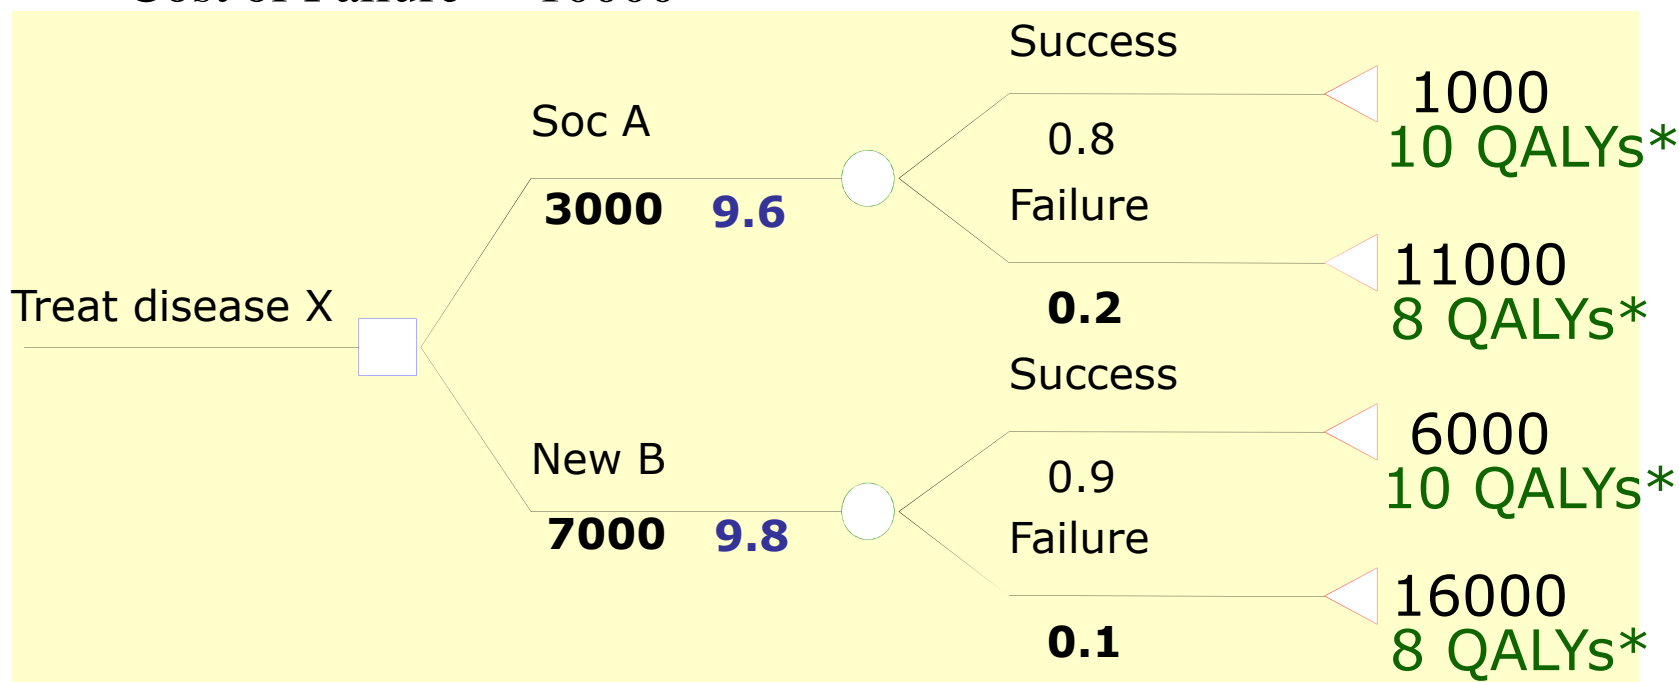 Success
1000
10 QALYs*
Soc A
0.8
3000 9.6
Failure
11000
8 QALYs*
0.2
Treat disease X
Success
6000
10 QALYs*
New B
0.9
7000 9.8
Failure
16000
8 QALYs*
0.1